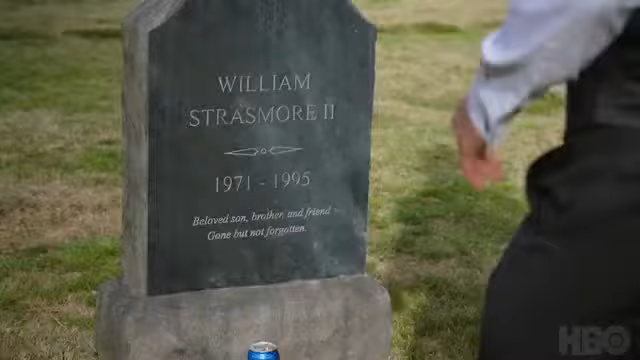 WILLIAM
STRASMORE II
1971 - 1995
Beloved son, brother, and friend
Gone but not forgotten.
HBO